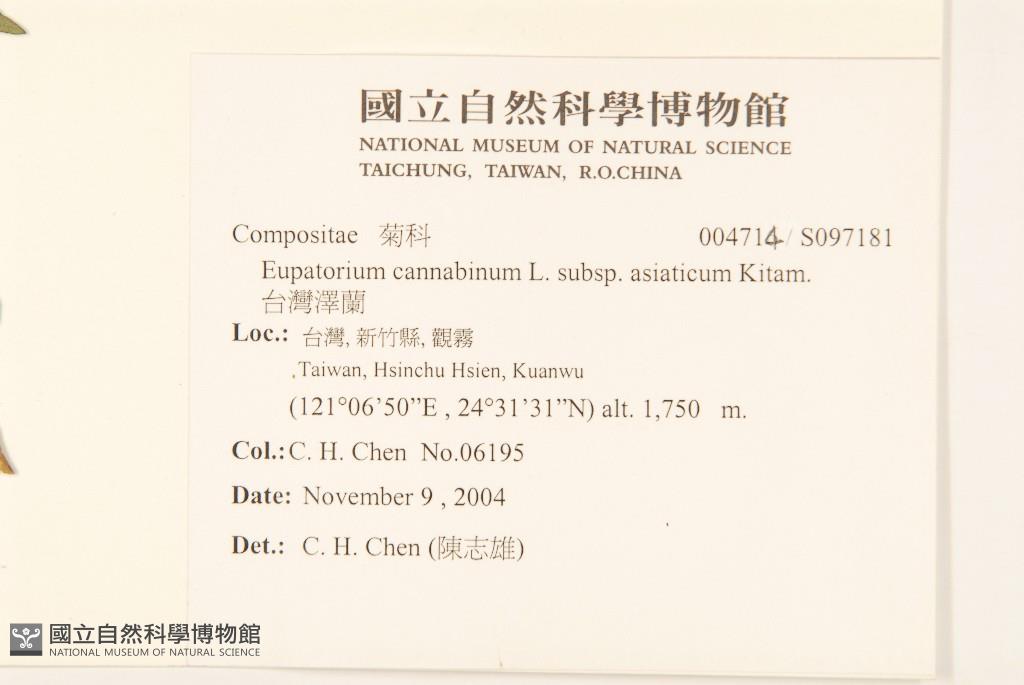 國立自然科學博物館
NATIONAL MUSEUM OF NATURAL SCIENCE
TAICHUNG, TAIWAN, R.O.CHINA
Compositae 菊科 004714 / S097181
Eupatorium cannabinum L. subsp. asiaticum Kitam.
台灣澤蘭
Loc.: 台灣, 新竹縣, 觀霧
,Taiwan, Hsinchu Hsien, Kuanwu
(121°06’50”E , 24°31’31”N) alt. 1,750 m.
Col.: C. H. Chen No.06195
Date: November 9 , 2004
Det.: C. H. Chen (陳志雄)
國立自然科學博物館
NATIONAL MUSEUM OF NATURAL SCIENCE